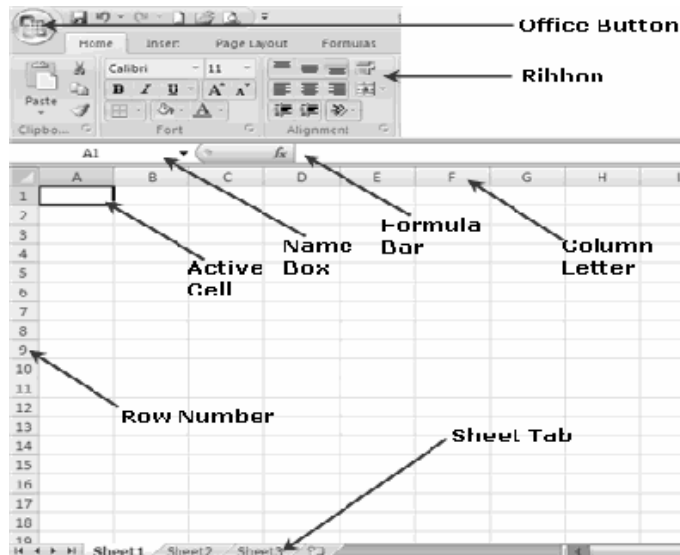 Office Button
Home Insert Page Layout Formulas
Calibri 11
Ribbon
Paste
B I U A A
A
Clipbo... Font Alignment
A1 fx
A B C D E F G H
1
2
3
4
5
6
7
8
9
10
11
12
13
14
15
16
17
18
19
Active Cell
Name Box
Formula Bar
Column Letter
Row Number
Sheet Tab
Sheet1 Sheet2 Sheet3